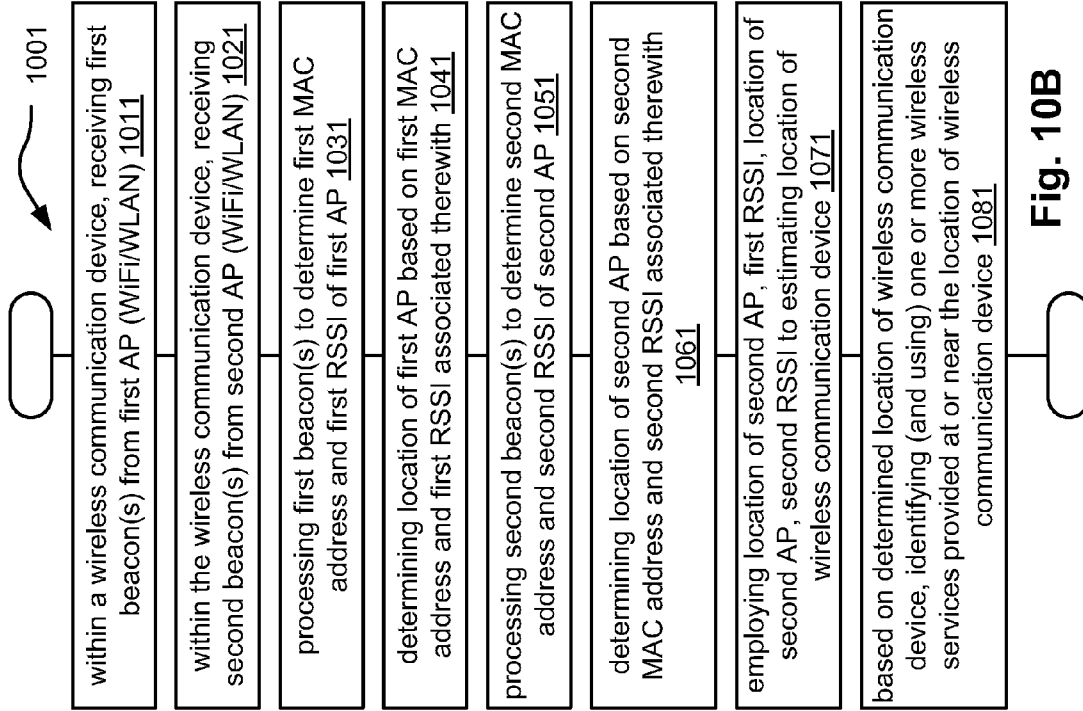 1001
within a wireless communication device, receiving first
beacon(s) from first AP (WiFi/WLAN) 1011
within the wireless communication device, receiving
second beacon(s) from second AP (WiFi/WLAN) 1021
processing first beacon(s) to determine first MAC
address and first RSSI of first AP 1031
determining location of first AP based on first MAC
address and first RSSI associated therewith 1041
processing second beacon(s) to determine second MAC
address and second RSSI of second AP 1051
determining location of second AP based on second
MAC address and second RSSI associated therewith
1061
employing location of second AP, first RSSI, location of
second AP, second RSSI to estimating location of
wireless communication device 1071
based on determined location of wireless communication
device, identifying (and using) one or more wireless
services provided at or near the location of wireless
communication device 1081
Fig. 10B